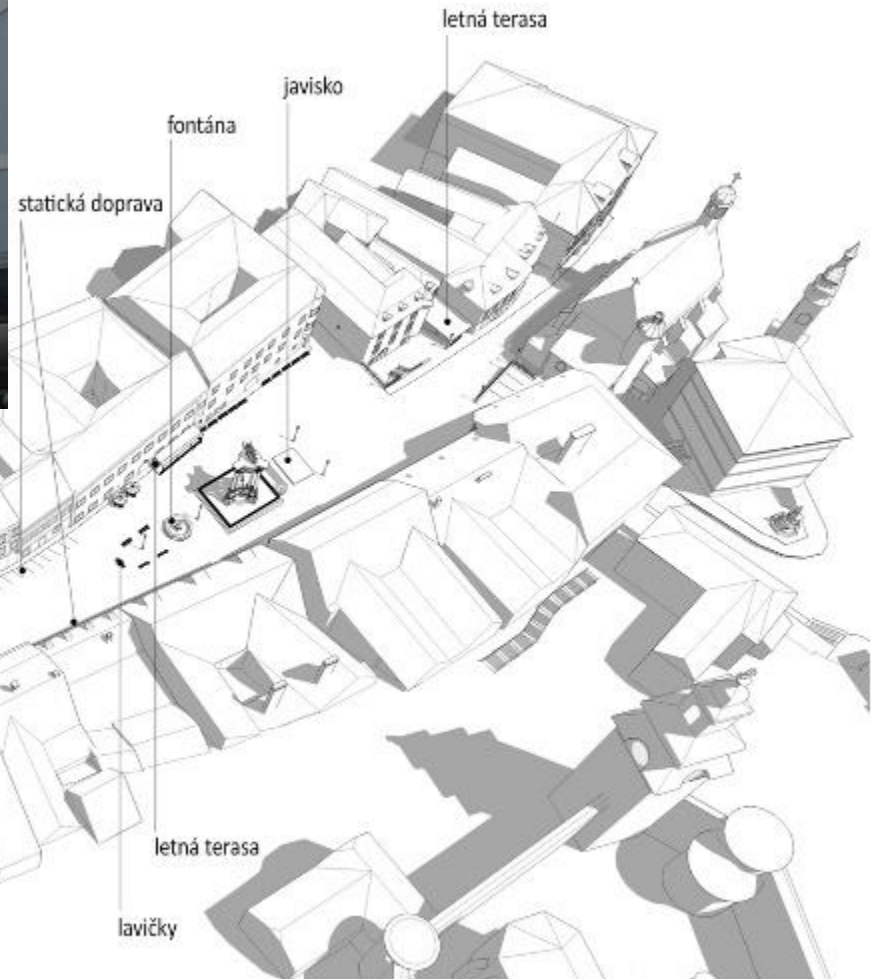 letná terasa
javisko
fontána
statická doprava
letná terasa
lavičky